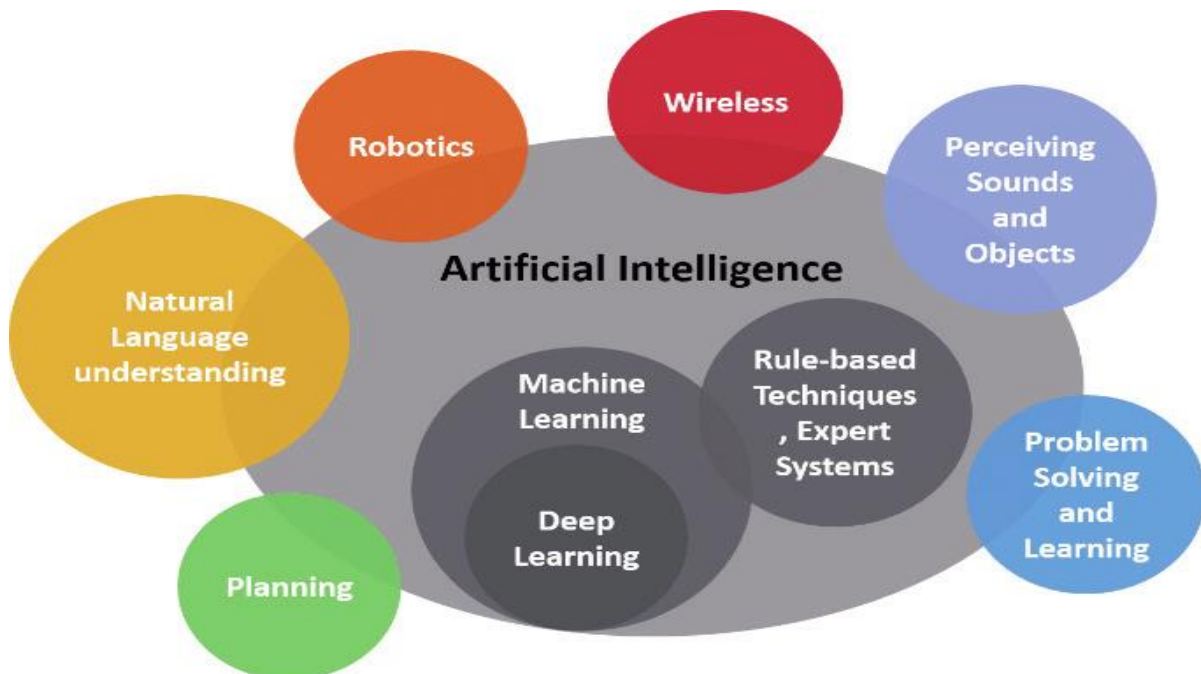 Wireless
Robotics
Perceiving
Sounds
and
Objects
Artificial Intelligence
Natural
Language
understanding
Machine
Learning
Rule-based
Techniques
, Expert
Systems
Problem
Solving
and
Learning
Deep
Learning
Planning